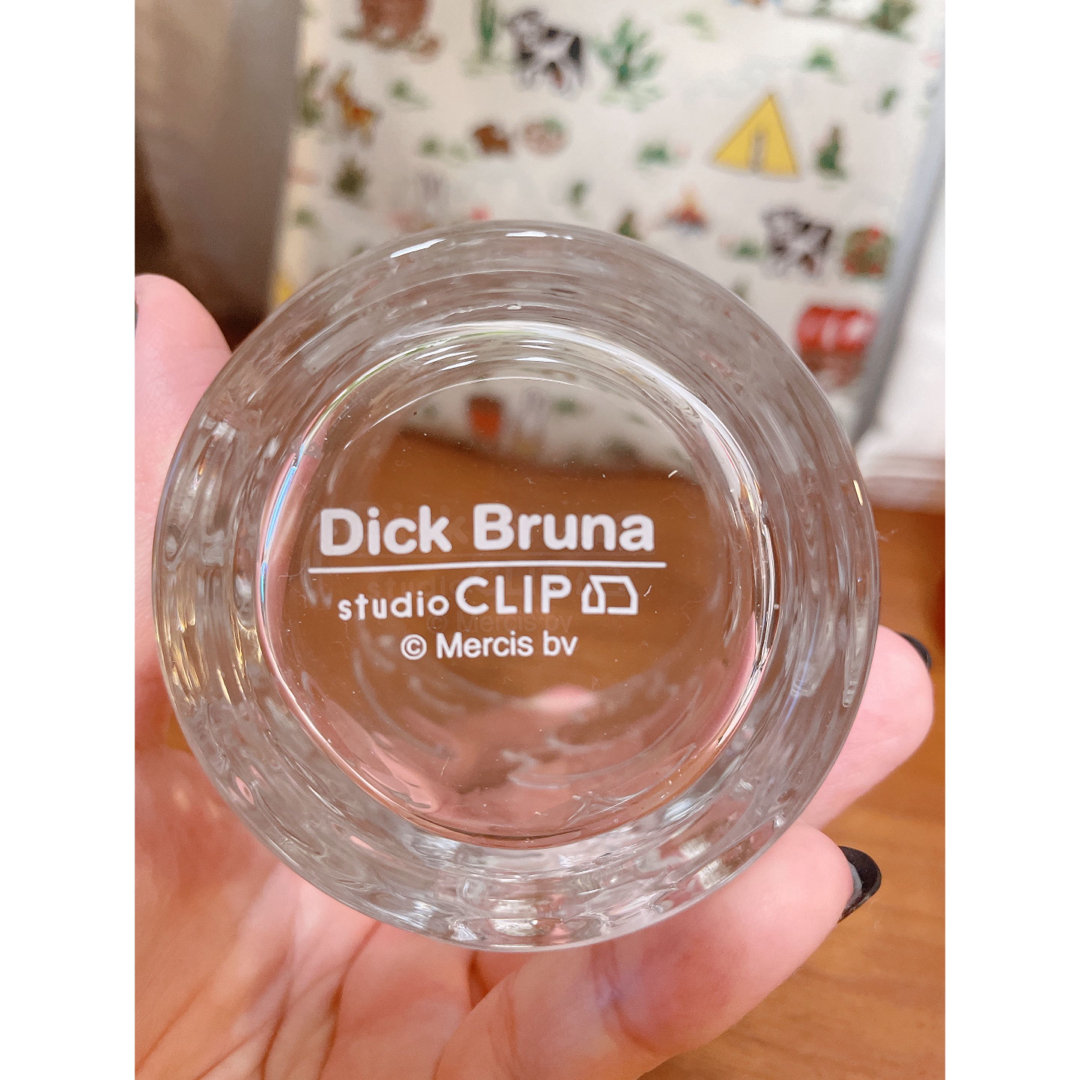 Dick Bruna
studio CLIP
© Mercis bv